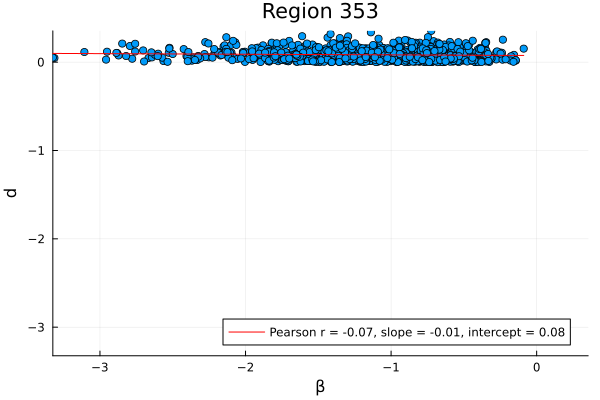 Region 353
d
0
−1
−2
−3
Pearson r = -0.07, slope = -0.01, intercept = 0.08
−3
−2
−1
0
β